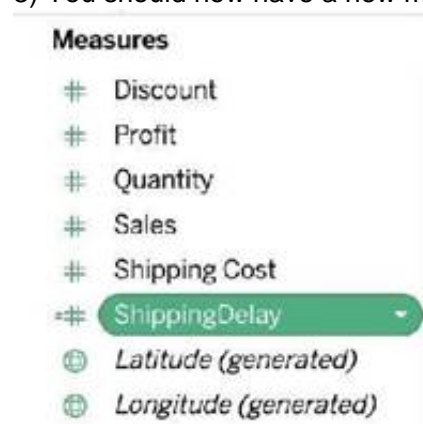 Measures
Discount
Profit
Quantity
Sales
Shipping Cost
ShippingDelay
Latitude (generated)
Longitude (generated)